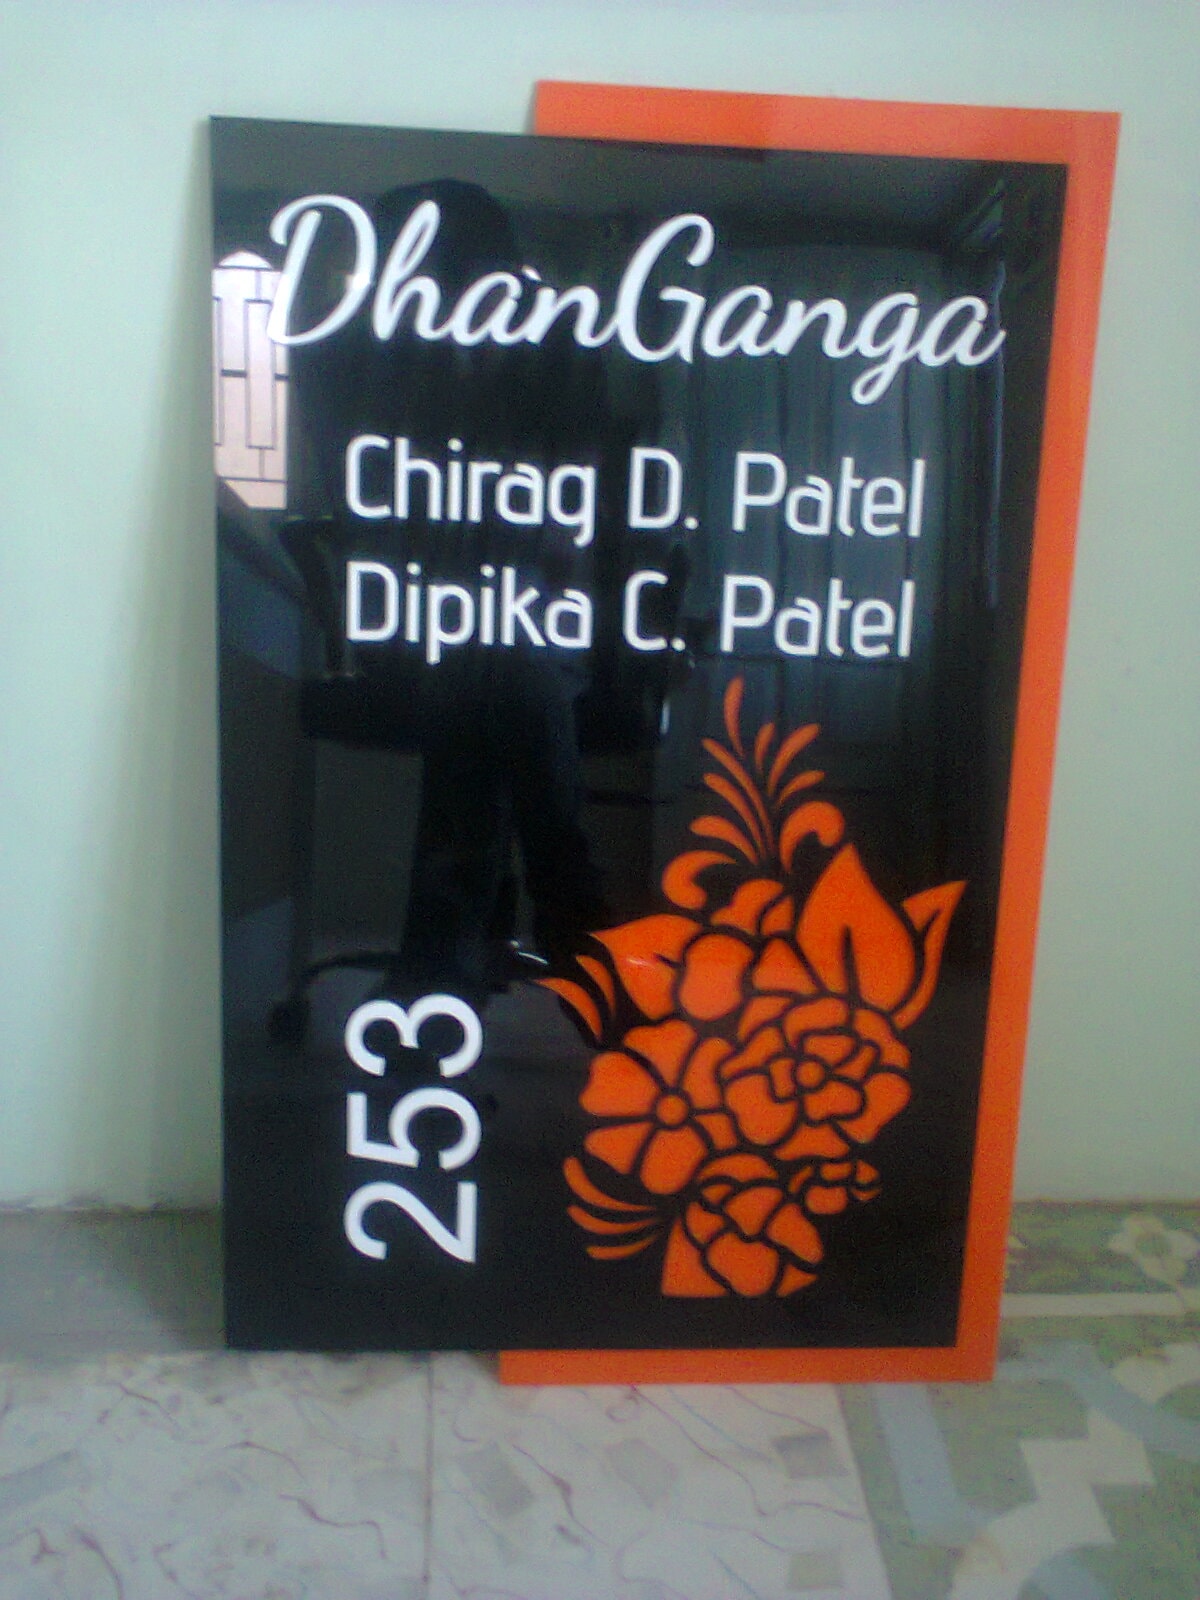 DhanGanga
Chirag D. Patel
Dipika C. Patel
253